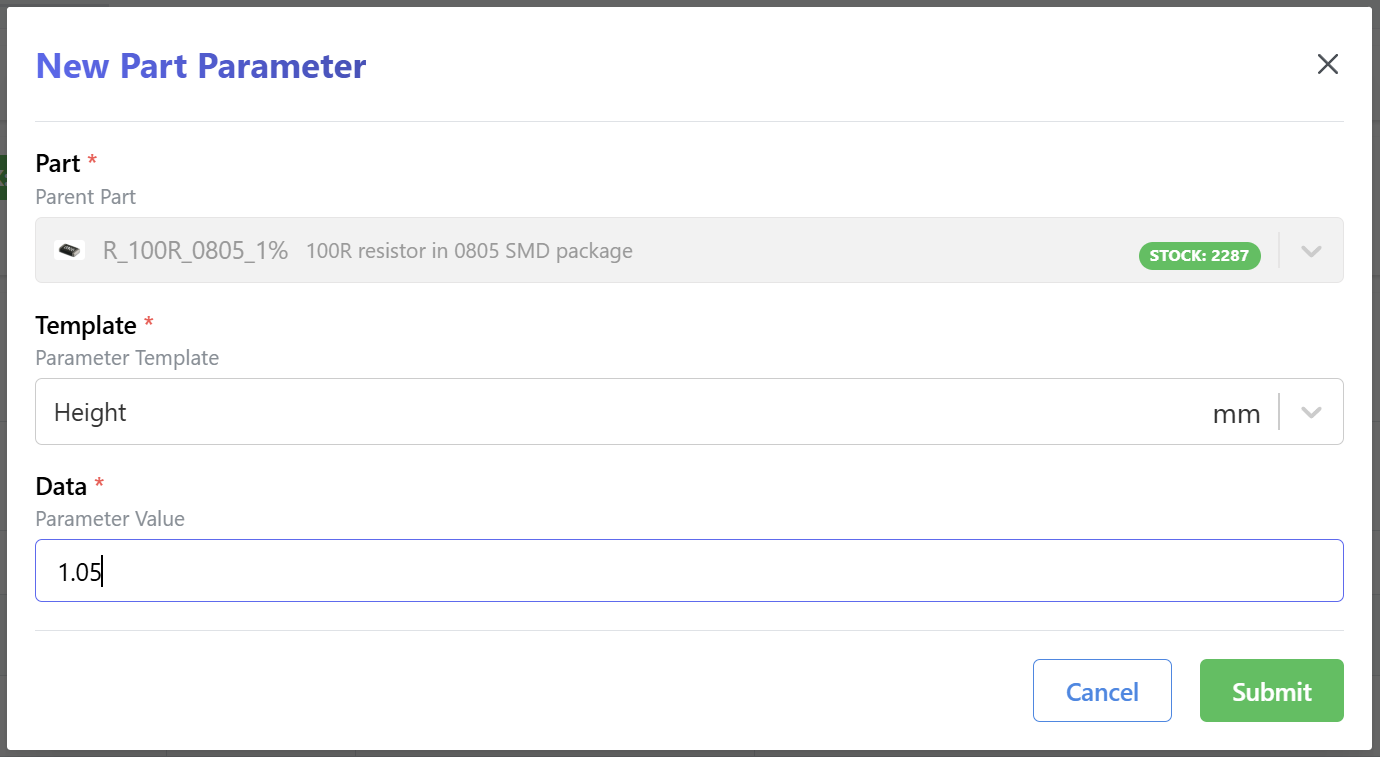 New Part Parameter
Part *
Parent Part
R_100R_0805_1% 100R resistor in 0805 SMD package STOCK: 2287
Template *
Parameter Template
Height mm
Data *
Parameter Value
1.05
Cancel Submit